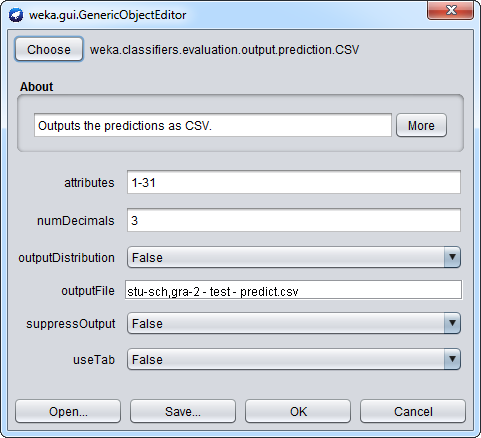 weka.gui.GenericObjectEditor
Choose weka.classifiers.evaluation.output.prediction.CSV
About
Outputs the predictions as CSV. More
attributes 1-31
numDecimals 3
outputDistribution False
outputFile stu-sch,gra-2 - test - predict.csv
suppressOutput False
useTab False
Open... Save... OK Cancel